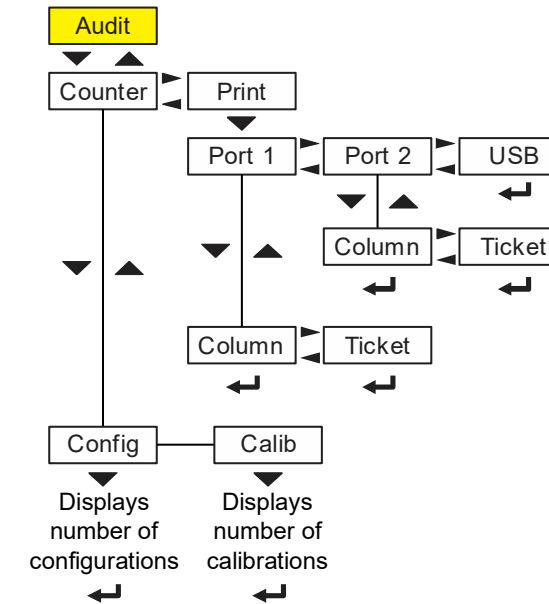 Audit
Counter
Print
Port 1
Port 2
USB
Column
Ticket
Column
Ticket
Config
Calib
Displays
number of
configurations
Displays
number of
calibrations